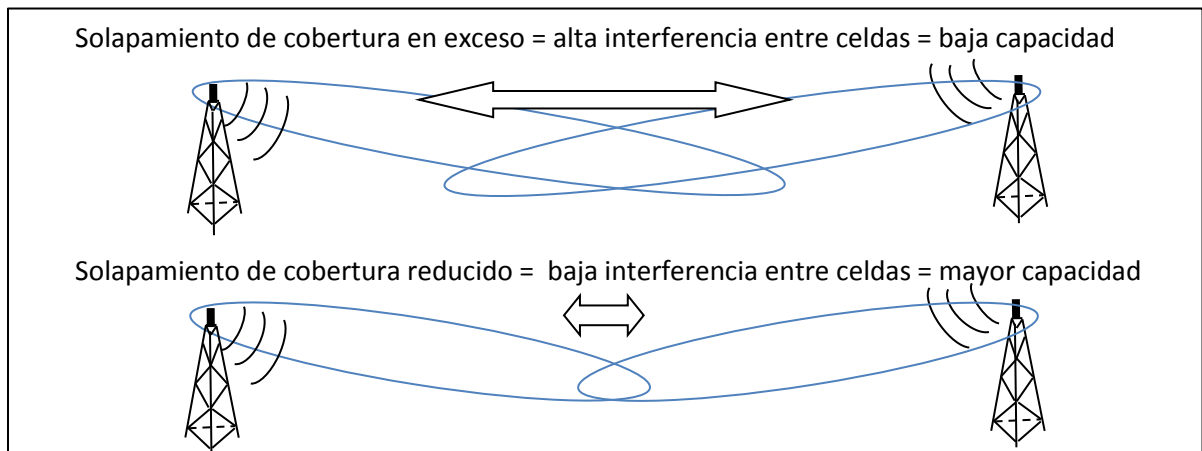 Solapamiento de cobertura en exceso = alta interferencia entre celdas = baja capacidad
Solapamiento de cobertura reducido = baja interferencia entre celdas = mayor capacidad